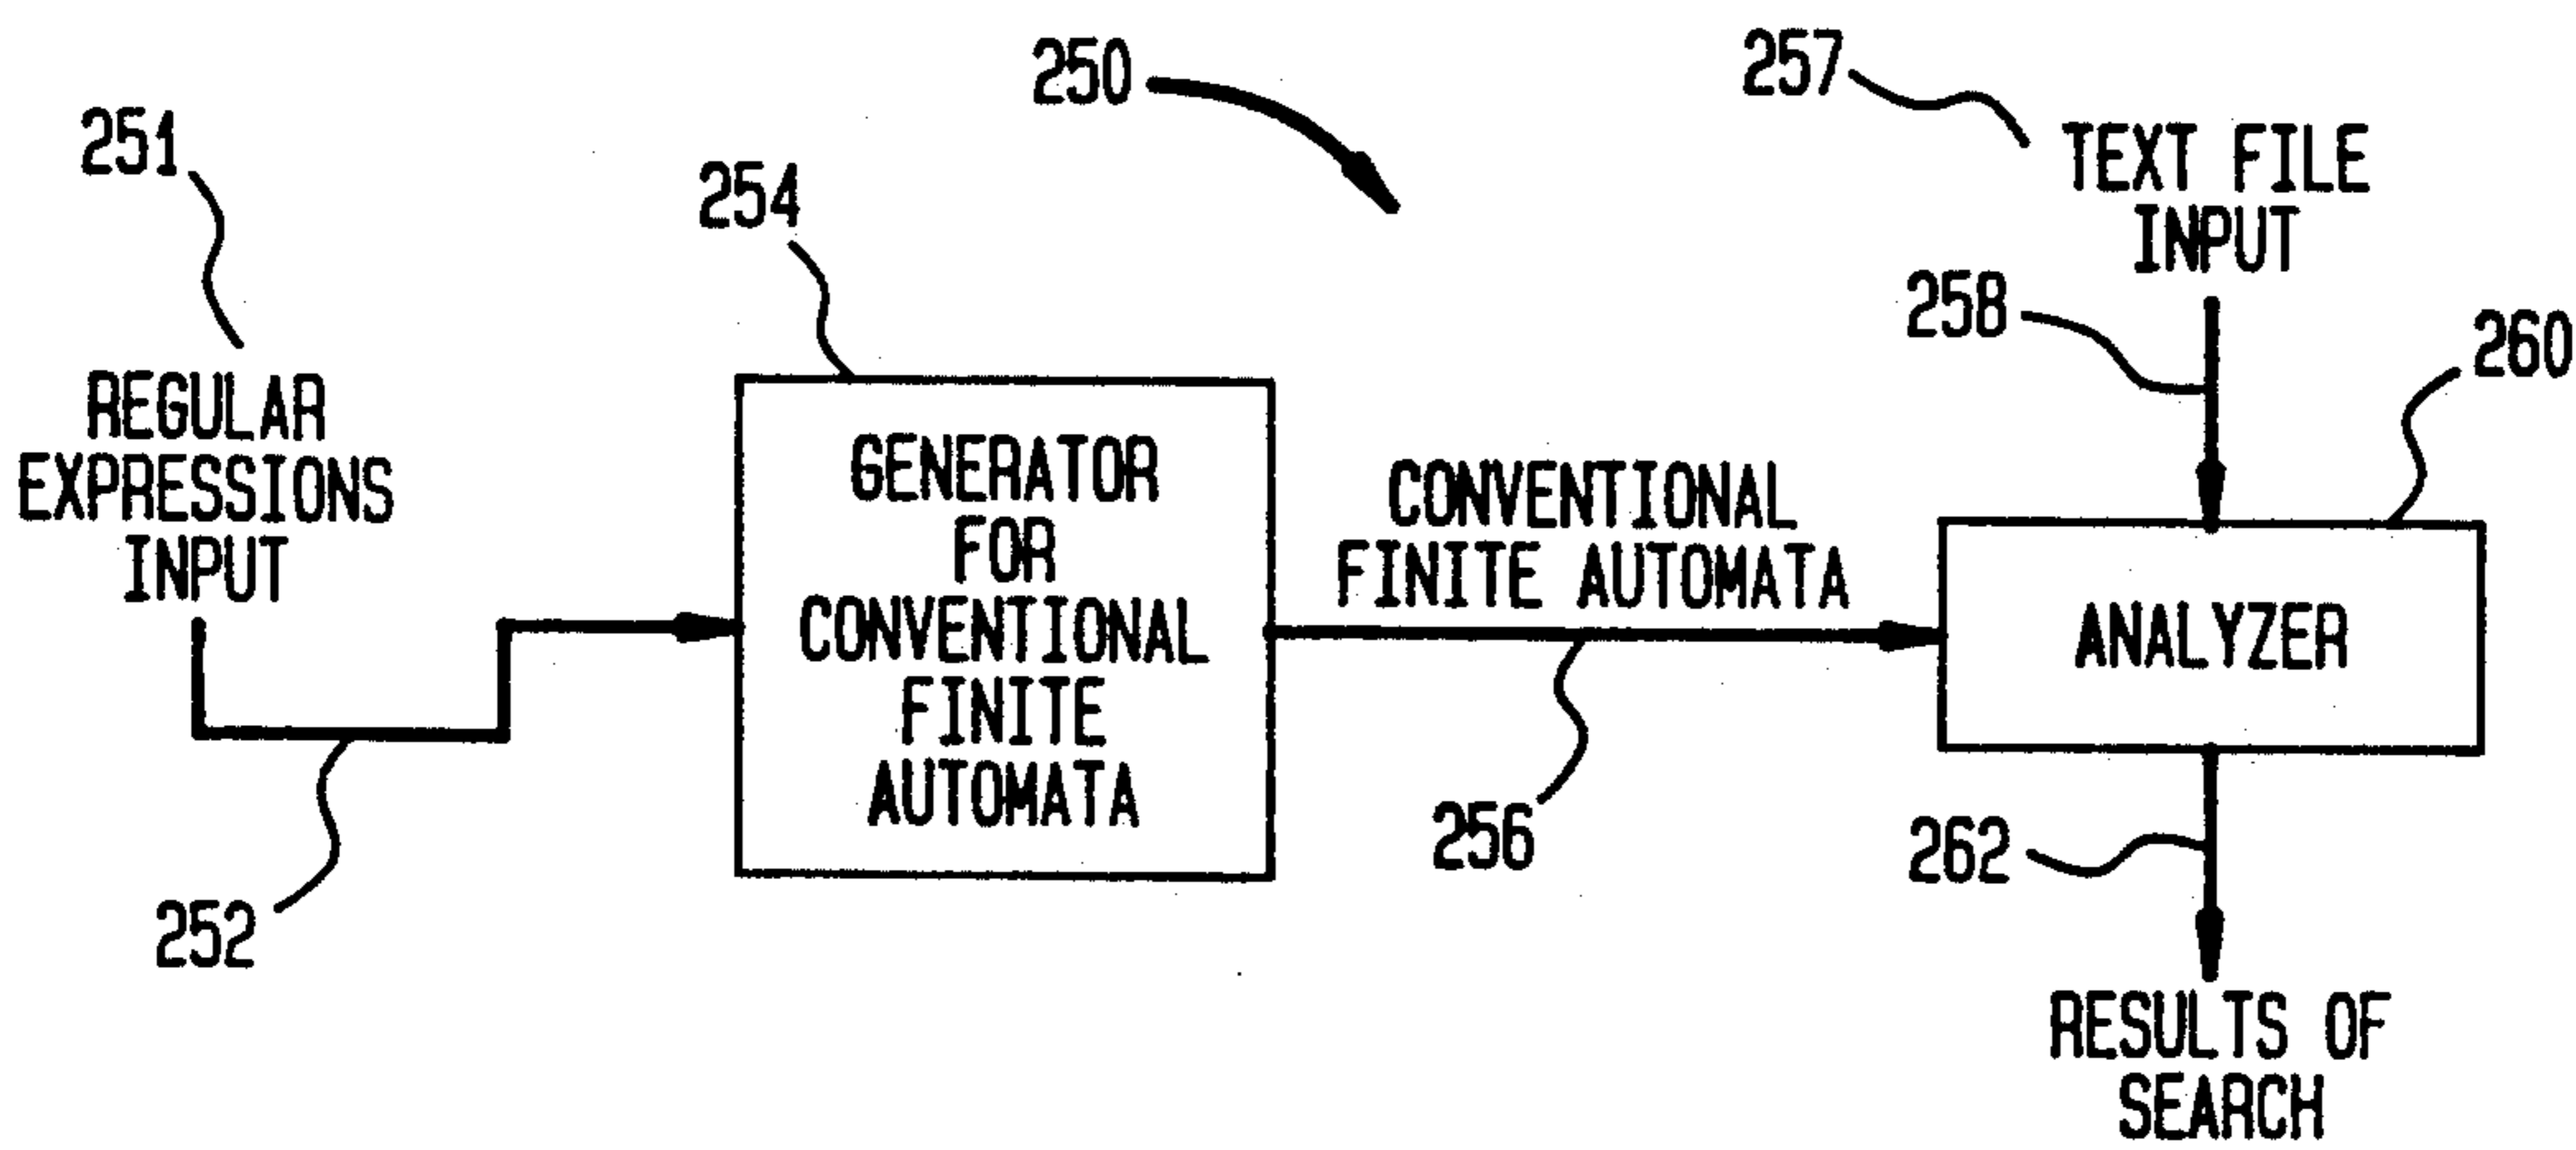 250
257
TEXT FILE
INPUT
251
254
258
260
REGULAR
EXPRESSIONS
INPUT
GENERATOR
FOR
CONVENTIONAL
FINITE
AUTOMATA
CONVENTIONAL
FINITE AUTOMATA
ANALYZER
256
262
252
RESULTS OF
SEARCH